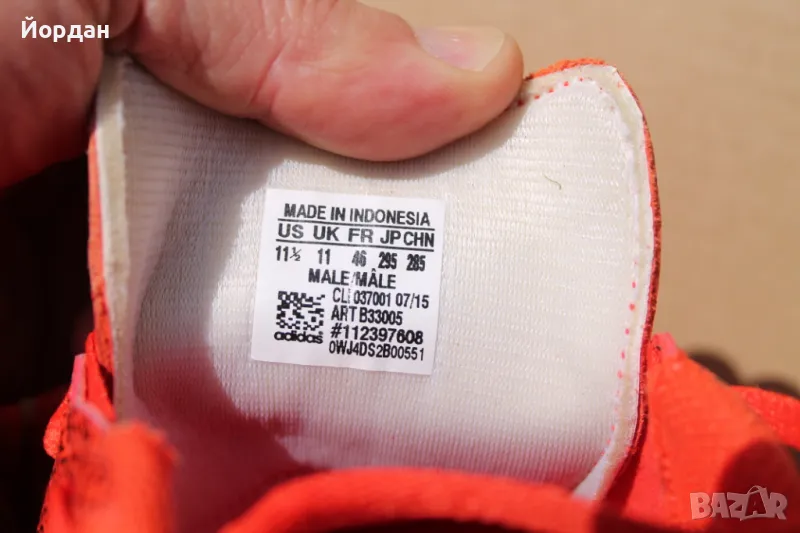 Йордан
MADE IN INDONESIA
US UK FR JP CHN
11½ 11 46 295 285
MALE/MÂLE
CLI 037001 07/15
ART B33005
#112397608
adidas 0WJ4DS2B00551
BAZAR